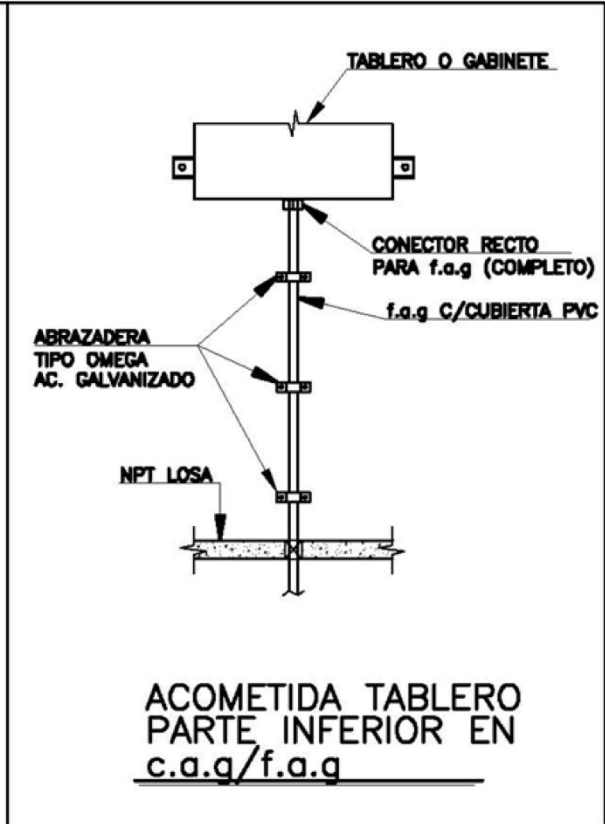 TABLERO O GABINETE
CONECTOR RECTO
PARA f.a.g (COMPLETO)
f.a.g C/CUBIERTA PVC
ABRAZADERA
TIPO OMEGA
AC. GALVANIZADO
NPT LOSA
ACOMETIDA TABLERO
PARTE INFERIOR EN
c.a.g/f.a.g